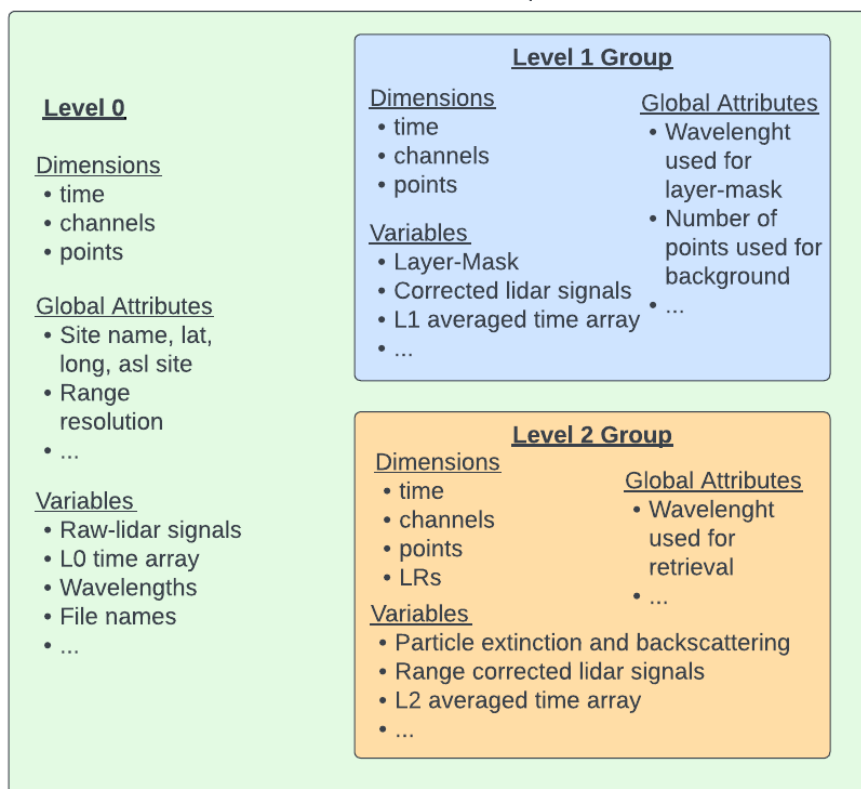 Level 0
Dimensions
• time
• channels
• points
Global Attributes
• Site name, lat,
long, asl site
• Range
resolution
• ...
Variables
• Raw-lidar signals
• L0 time array
• Wavelengths
• File names
• ...
Level 1 Group
Dimensions
• time
• channels
• points
Variables
• Layer-Mask
• Corrected lidar signals
• L1 averaged time array
• ...
Global Attributes
• Wavelenght
used for
layer-mask
• Number of
points used for
background
• ...
Level 2 Group
Dimensions
• time
• channels
• points
• LRs
Variables
• Particle extinction and backscattering
• Range corrected lidar signals
• L2 averaged time array
• ...
Global Attributes
• Wavelenght
used for
retrieval
• ...